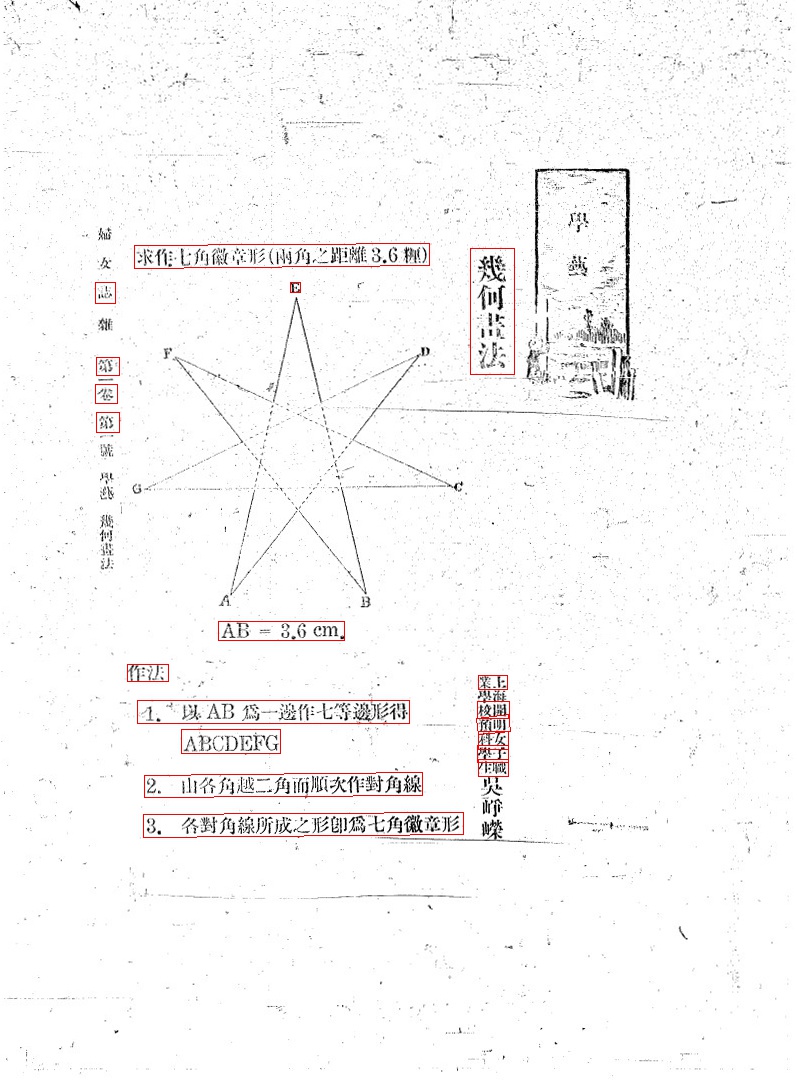 學藝
幾何畫法
上海開明女子職
業學校預科學生
吳崢嶸
求作七角徽章形(兩角之距離3.6糎)
E
F
D
G
C
A
B
AB = 3.6 cm.
作法
1. 以 AB 爲一邊作七等邊形得
ABCDEFG
2. 由各角越二角而順次作對角線
3. 各對角線所成之形卽爲七角徽章形
婦女誌雜 第一卷 第一號 學藝 幾何畫法